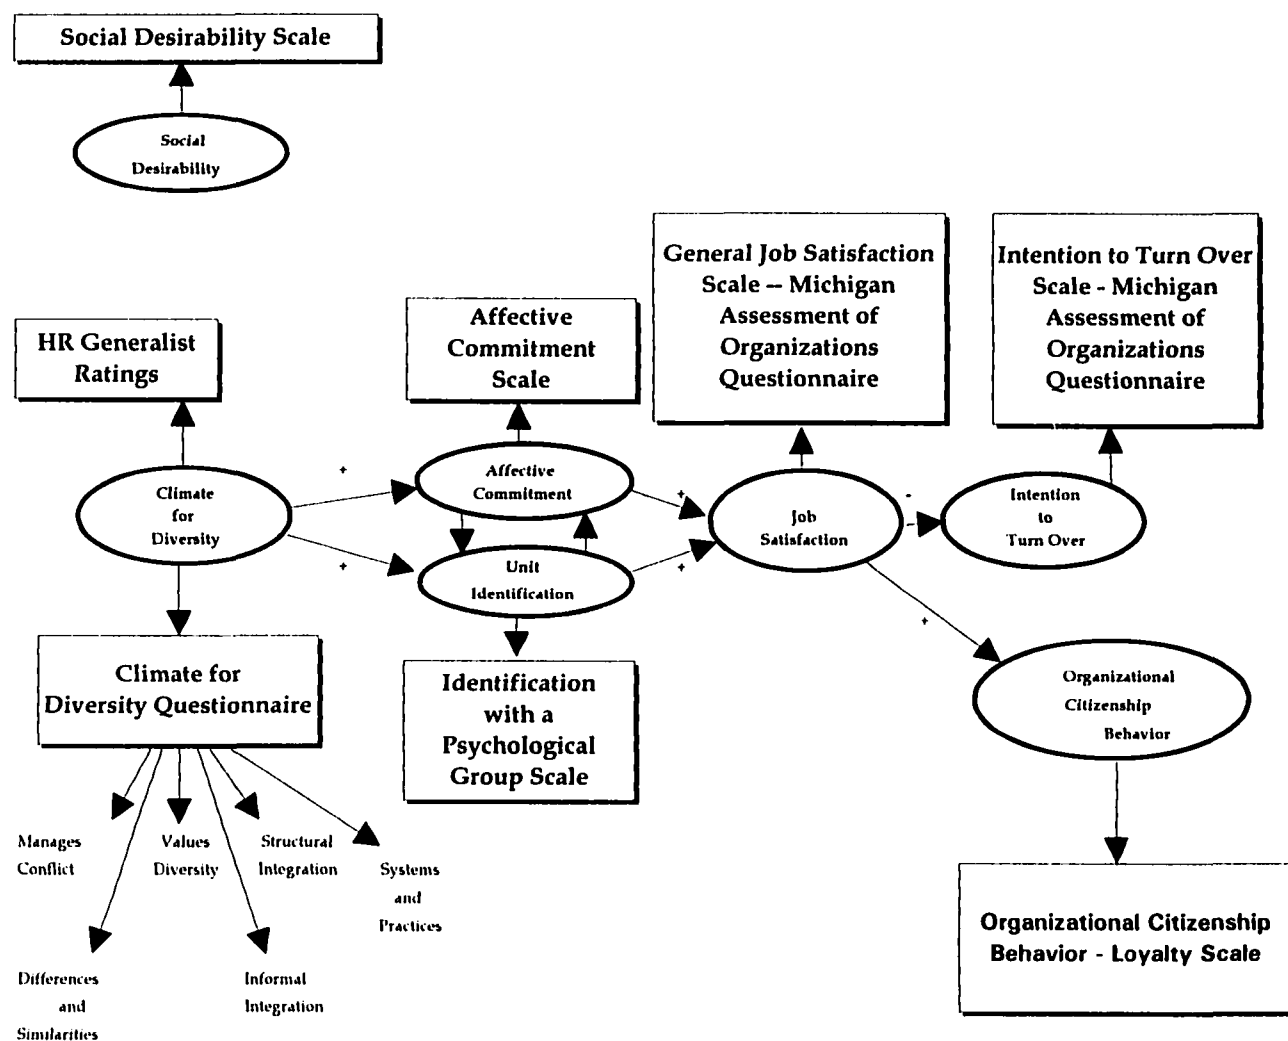 Social Desirability Scale
Social
Desirability
General Job Satisfaction
Scale -- Michigan
Assessment of
Organizations
Questionnaire
Intention to Turn Over
Scale - Michigan
Assessment of
Organizations
Questionnaire
HR Generalist
Ratings
Affective
Commitment
Scale
Climate
for
Diversity
+
+
Affective
Commitment
Unit
Identification
+
+
Job
Satisfaction
-
-
Intention
to
Turn Over
+
Climate for
Diversity Questionnaire
Identification
with a
Psychological
Group Scale
Organizational
Citizenship
Behavior
Manages
Conflict
Values
Diversity
Structural
Integration
Systems
and
Practices
Differences
and
Similarities
Informal
Integration
Organizational Citizenship
Behavior - Loyalty Scale